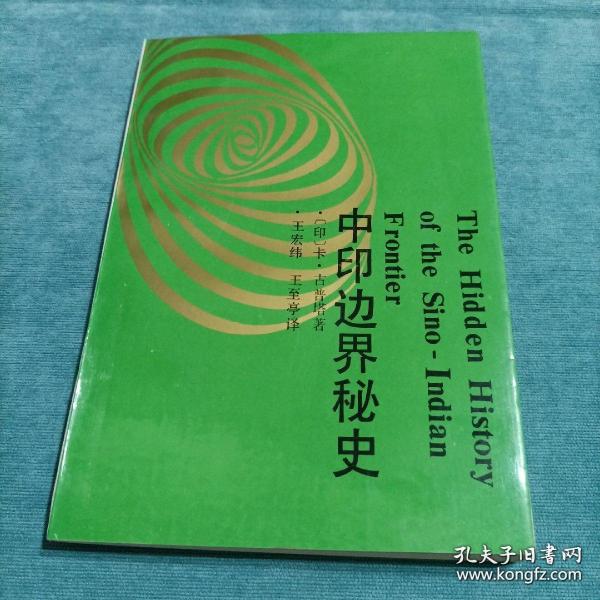 The Hidden History
of the Sino-Indian
Frontier
中印边界秘史
·〔印〕卡·古普塔著
·王宏纬 王至亭译
孔夫子旧书网
www.kongfz.com